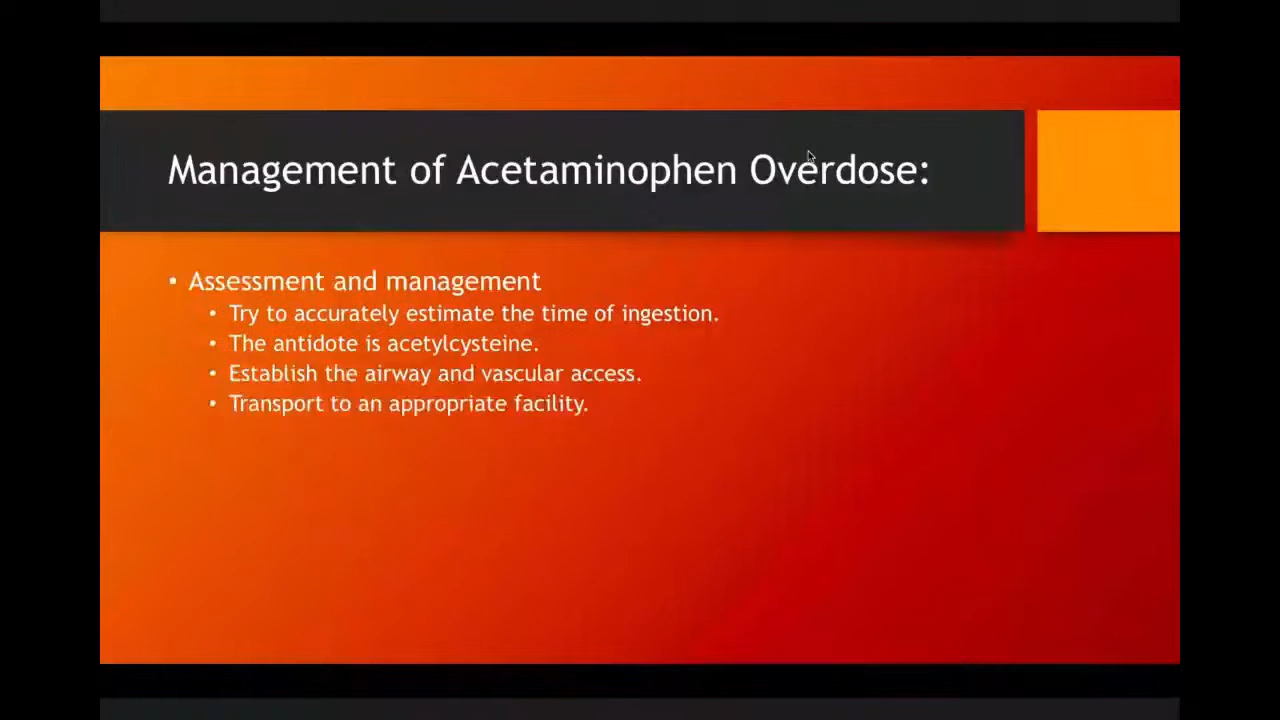 Management of Acetaminophen Overdose:
• Assessment and management
• Try to accurately estimate the time of ingestion.
• The antidote is acetylcysteine.
• Establish the airway and vascular access.
• Transport to an appropriate facility.